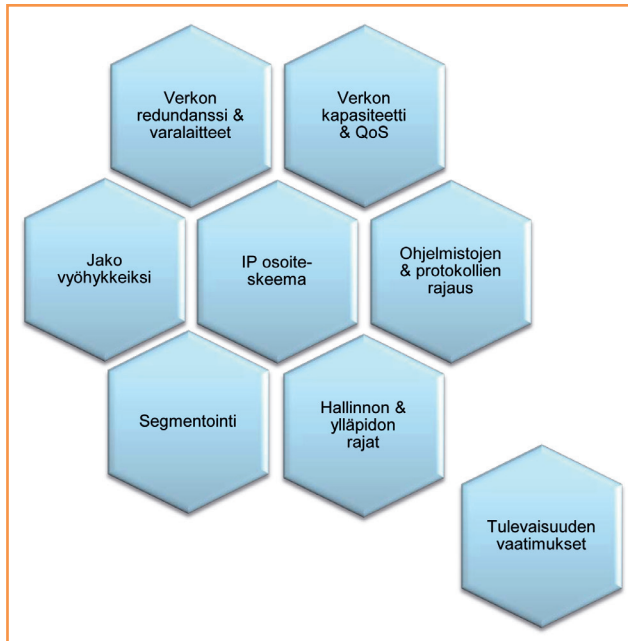 Verkon
redundanssi &
varalaitteet
Verkon
kapasiteetti
& QoS
Jako
vyöhykkeiksi
IP osoite-
skeema
Ohjelmistojen
& protokollien
rajaus
Segmentointi
Hallinnon &
ylläpidon
rajat
Tulevaisuuden
vaatimukset